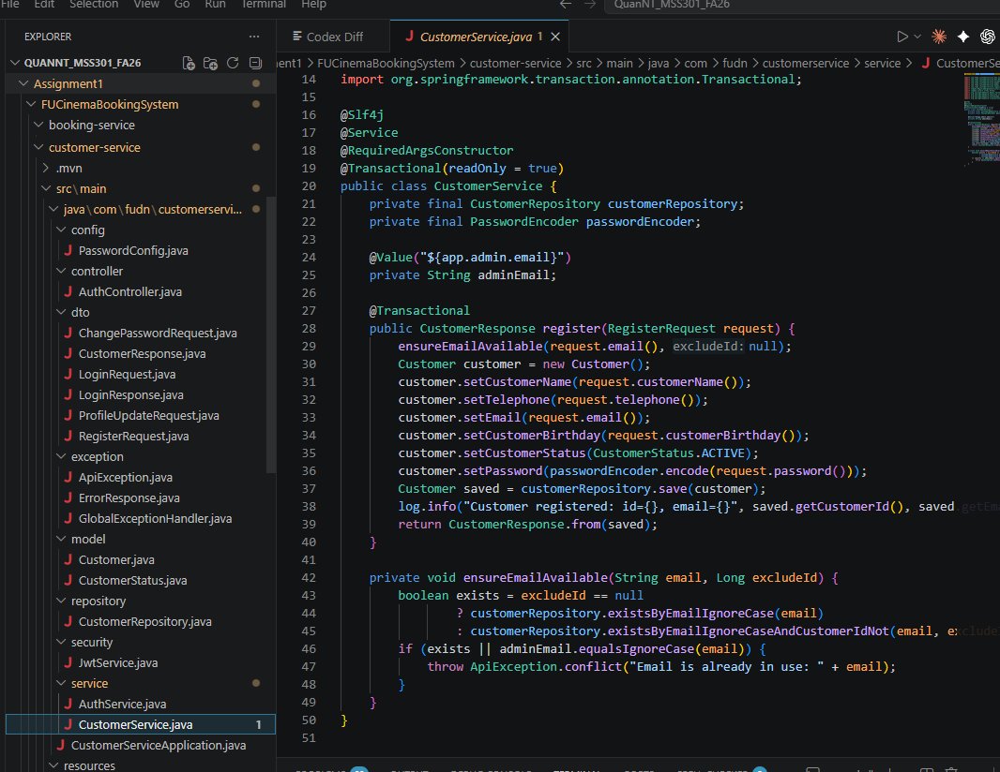 File Edit Selection View Go Run Terminal Help
QuanNT_MSS301_FA26
EXPLORER
QUANNT_MSS301_FA26
Assignment1
FUCinemaBookingSystem
booking-service
customer-service
.mvn
src\main
java\com\fudn\customerservi...
config
PasswordConfig.java
controller
AuthController.java
dto
ChangePasswordRequest.java
CustomerResponse.java
LoginRequest.java
LoginResponse.java
ProfileUpdateRequest.java
RegisterRequest.java
exception
ApiException.java
ErrorResponse.java
GlobalExceptionHandler.java
model
Customer.java
CustomerStatus.java
repository
CustomerRepository.java
security
JwtService.java
service
AuthService.java
CustomerService.java 1
CustomerServiceApplication.java
resources
Codex Diff
CustomerService.java 1
FUCinemaBookingSystem > customer-service > src > main > java > com > fudn > customerservice > service >
14 import org.springframework.transaction.annotation.Transactional;
15
16 @Slf4j
17 @Service
18 @RequiredArgsConstructor
19 @Transactional(readOnly = true)
20 public class CustomerService {
21     private final CustomerRepository customerRepository;
22     private final PasswordEncoder passwordEncoder;
23
24     @Value("${app.admin.email}")
25     private String adminEmail;
26
27     @Transactional
28     public CustomerResponse register(RegisterRequest request) {
29         ensureEmailAvailable(request.email(), excludeId: null);
30         Customer customer = new Customer();
31         customer.setCustomerName(request.customerName());
32         customer.setTelephone(request.telephone());
33         customer.setEmail(request.email());
34         customer.setCustomerBirthday(request.customerBirthday());
35         customer.setCustomerStatus(CustomerStatus.ACTIVE);
36         customer.setPassword(passwordEncoder.encode(request.password()));
37         Customer saved = customerRepository.save(customer);
38         log.info("Customer registered: id={}, email={}", saved.getCustomerId(), saved
39         return CustomerResponse.from(saved);
40     }
41
42     private void ensureEmailAvailable(String email, Long excludeId) {
43         boolean exists = excludeId == null
44                 ? customerRepository.existsByEmailIgnoreCase(email)
45                 : customerRepository.existsByEmailIgnoreCaseAndCustomerIdNot(email,
46         if (exists || adminEmail.equalsIgnoreCase(email)) {
47             throw ApiException.conflict("Email is already in use: " + email);
48         }
49     }
50 }
51